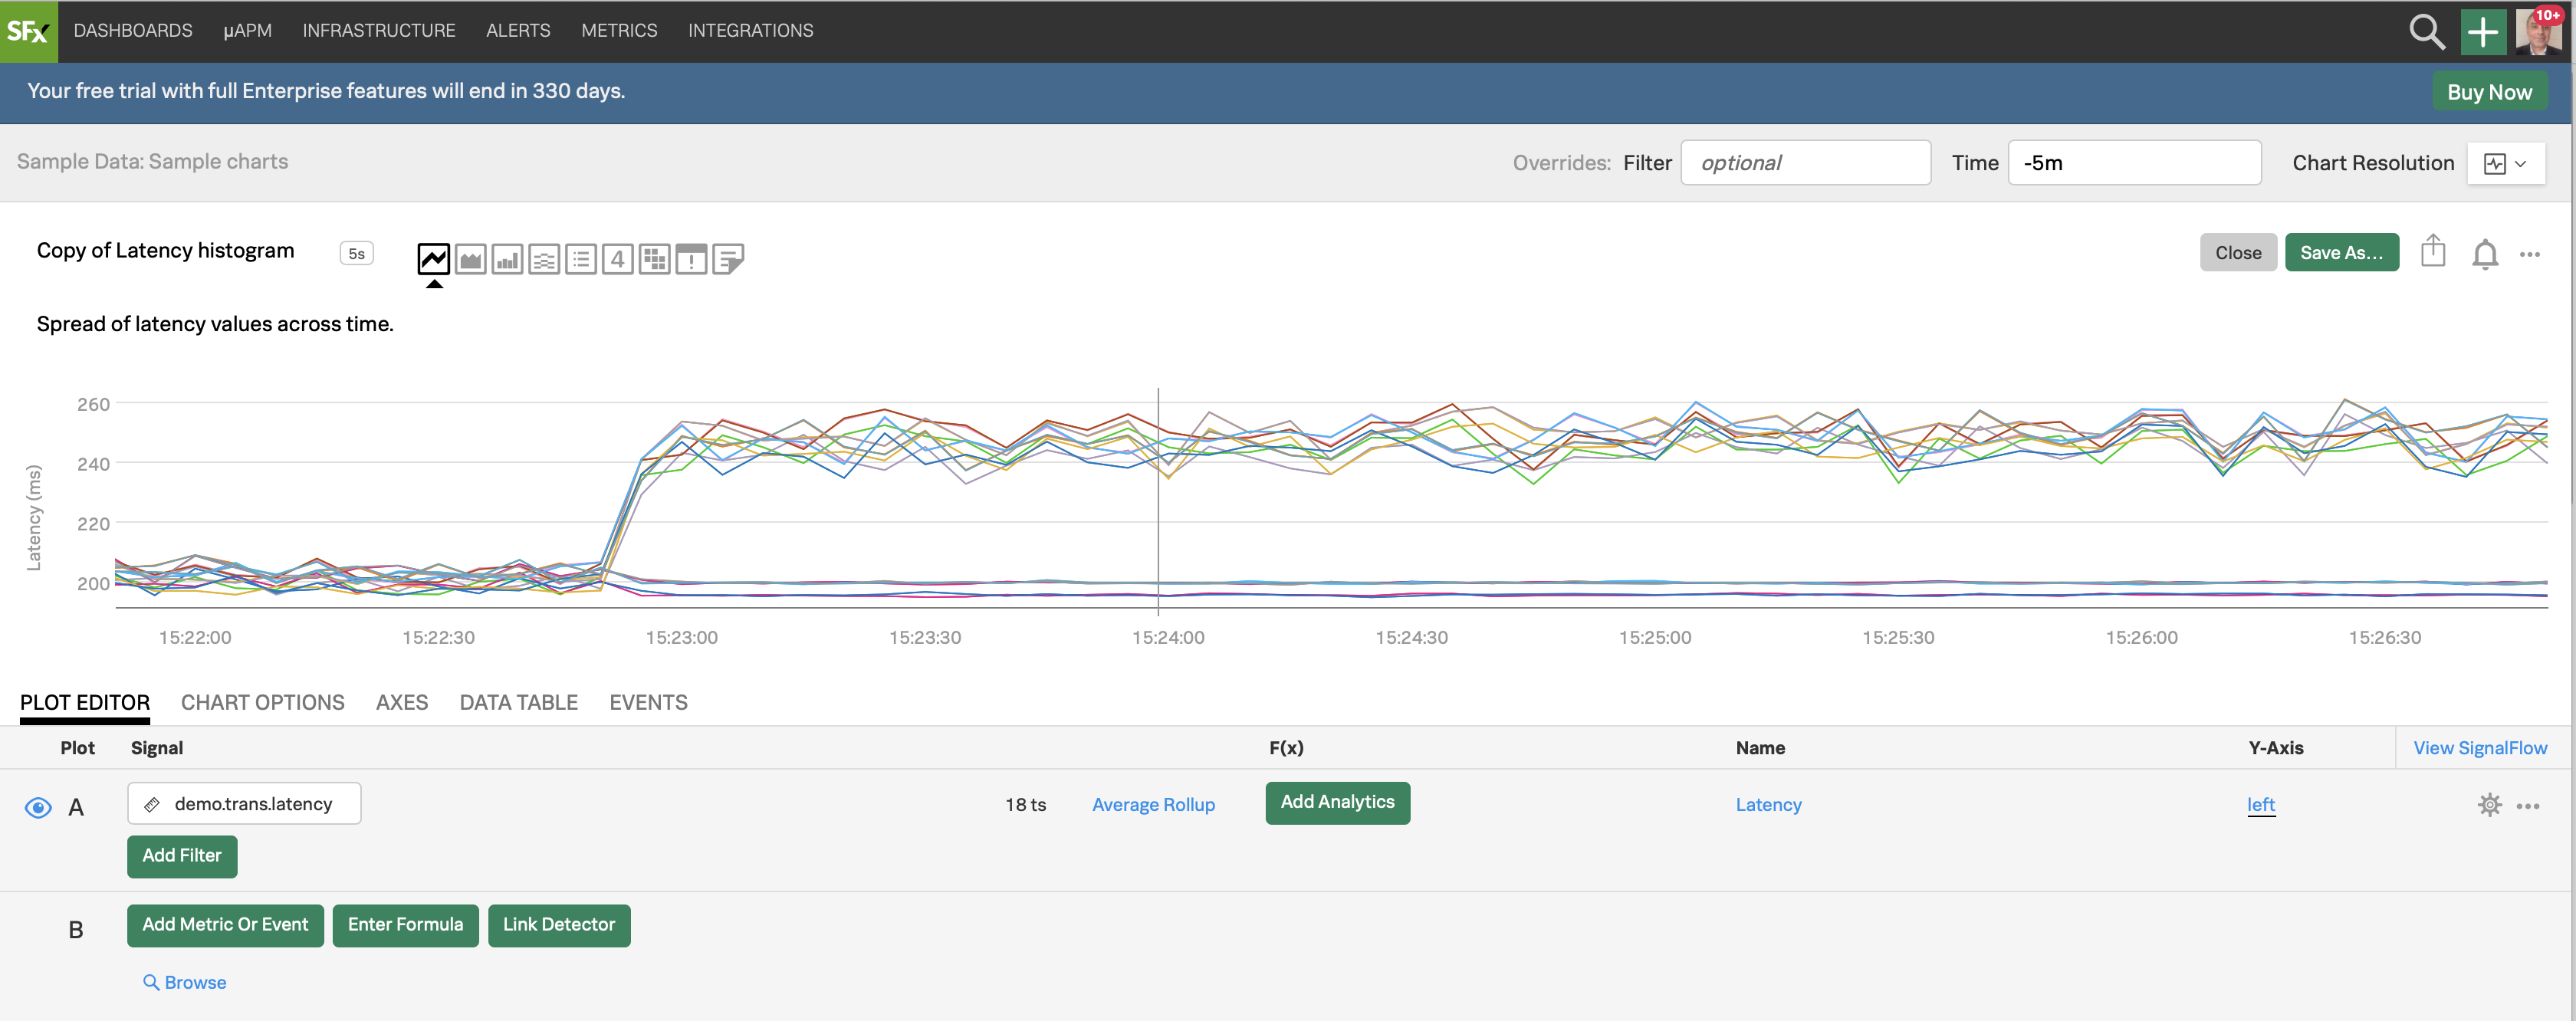 SFx DASHBOARDS µAPM INFRASTRUCTURE ALERTS METRICS INTEGRATIONS 10+
Your free trial with full Enterprise features will end in 330 days. Buy Now
Sample Data: Sample charts Overrides: Filter optional Time -5m Chart Resolution
Copy of Latency histogram 5s 4 Close Save As...
Spread of latency values across time.
Latency (ms)
260
240
220
200
15:22:00 15:22:30 15:23:00 15:23:30 15:24:00 15:24:30 15:25:00 15:25:30 15:26:00 15:26:30
PLOT EDITOR CHART OPTIONS AXES DATA TABLE EVENTS
Plot Signal F(x) Name Y-Axis View SignalFlow
A demo.trans.latency 18 ts Average Rollup Add Analytics Latency left
Add Filter
B Add Metric Or Event Enter Formula Link Detector
Browse